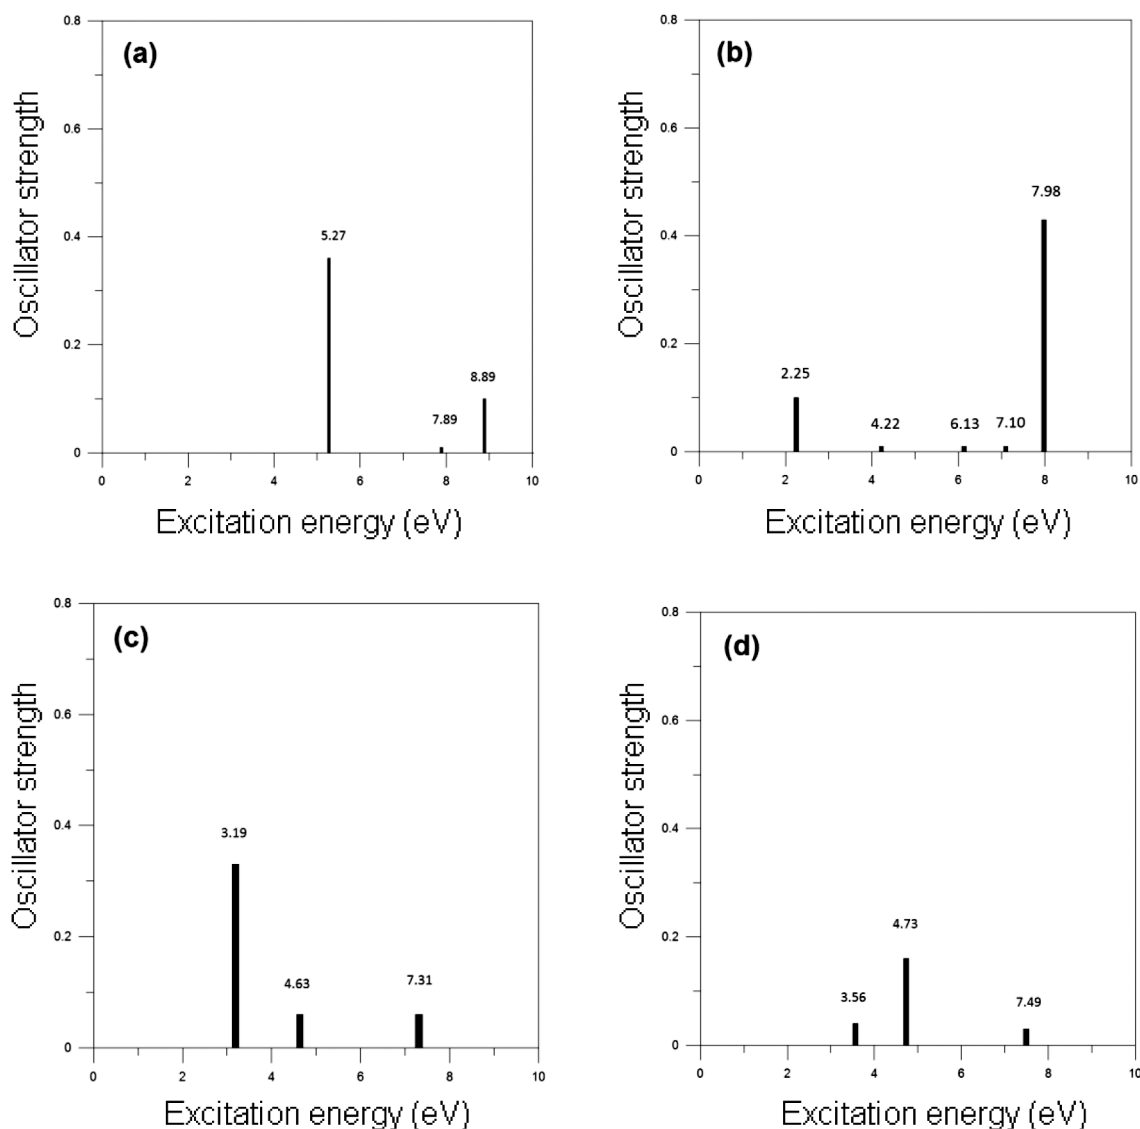 (a)
0.8
0.6
0.4
0.2
0
Oscillator strength
5.27
7.89
8.89
0 2 4 6 8 10
Excitation energy (eV)
(b)
0.8
0.6
0.4
0.2
0
Oscillator strength
2.25
4.22
6.13
7.10
7.98
0 2 4 6 8 10
Excitation energy (eV)
(c)
0.8
0.6
0.4
0.2
0
Oscillator strength
3.19
4.63
7.31
0 2 4 6 8 10
Excitation energy (eV)
(d)
0.8
0.6
0.4
0.2
0
Oscillator strength
3.56
4.73
7.49
0 2 4 6 8 10
Excitation energy (eV)